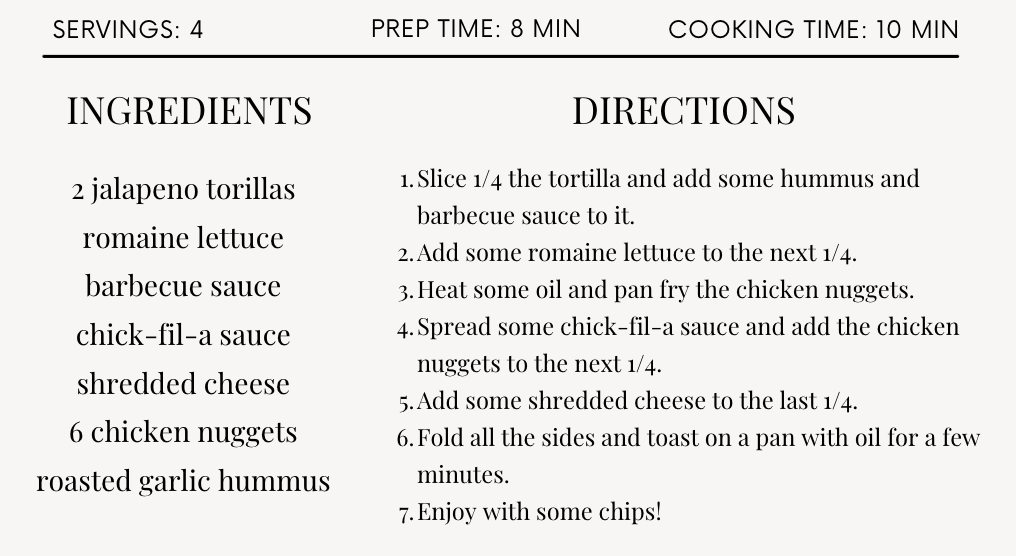 SERVINGS: 4
PREP TIME: 8 MIN
COOKING TIME: 10 MIN
INGREDIENTS
2 jalapeno torillas
romaine lettuce
barbecue sauce
chick-fil-a sauce
shredded cheese
6 chicken nuggets
roasted garlic hummus
DIRECTIONS
1. Slice 1/4 the tortilla and add some hummus and
barbecue sauce to it.
2. Add some romaine lettuce to the next 1/4.
3. Heat some oil and pan fry the chicken nuggets.
4. Spread some chick-fil-a sauce and add the chicken
nuggets to the next 1/4.
5. Add some shredded cheese to the last 1/4.
6. Fold all the sides and toast on a pan with oil for a few
minutes.
7. Enjoy with some chips!